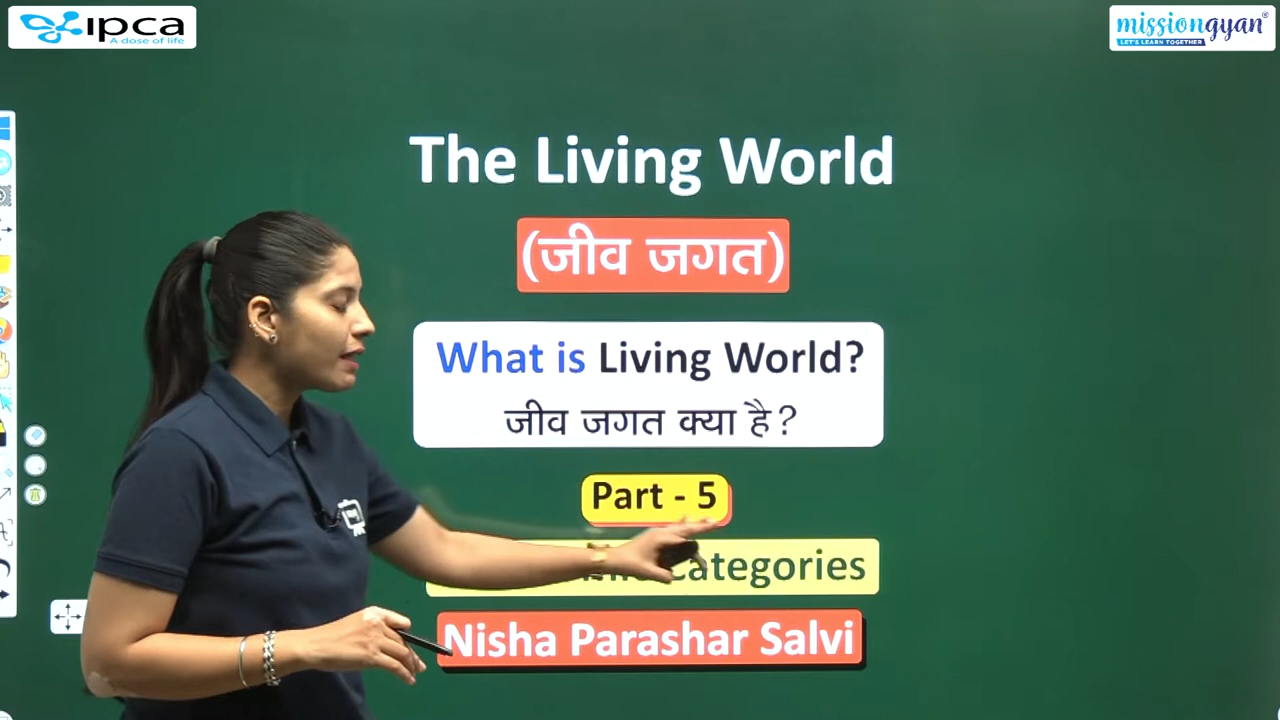 ipca
A dose of life
missiongyan®
LET'S LEARN TOGETHER
The Living World
(जीव जगत)
What is Living World?
जीव जगत क्या है?
Part - 5
Categories
Nisha Parashar Salvi